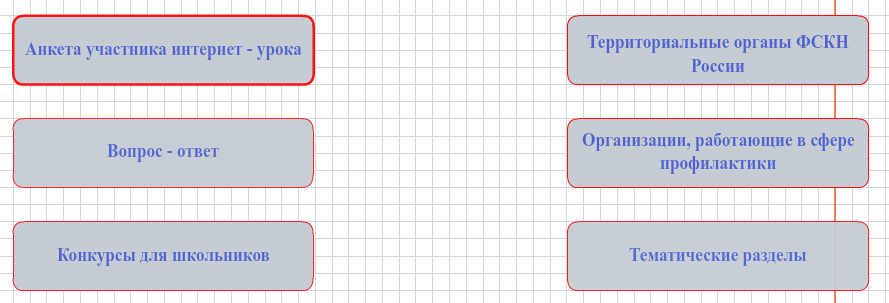 Анкета участника интернет - урока
Территориальные органы ФСКН
России
Вопрос - ответ
Организации, работающие в сфере
профилактики
Конкурсы для школьников
Тематические разделы